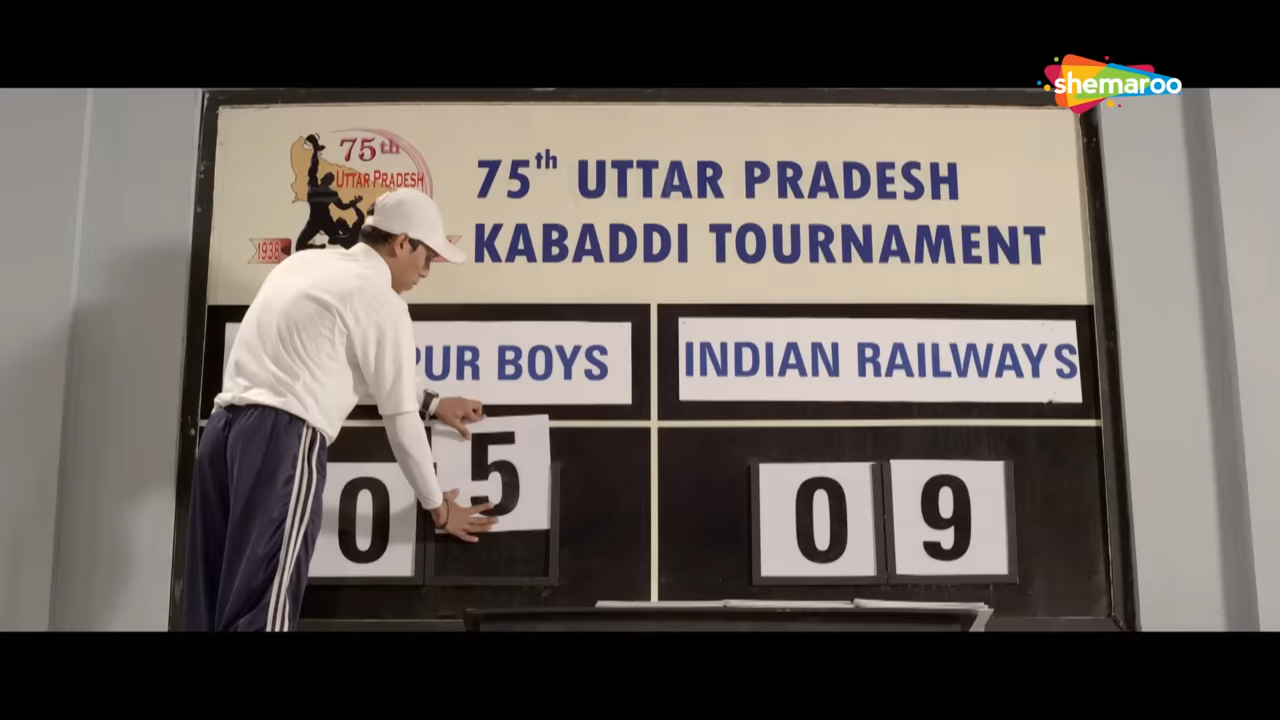 shemaroo
75th
UTTAR PRADESH
1938
75th UTTAR PRADESH
KABADDI TOURNAMENT
PUR BOYS
INDIAN RAILWAYS
0 5
0 9